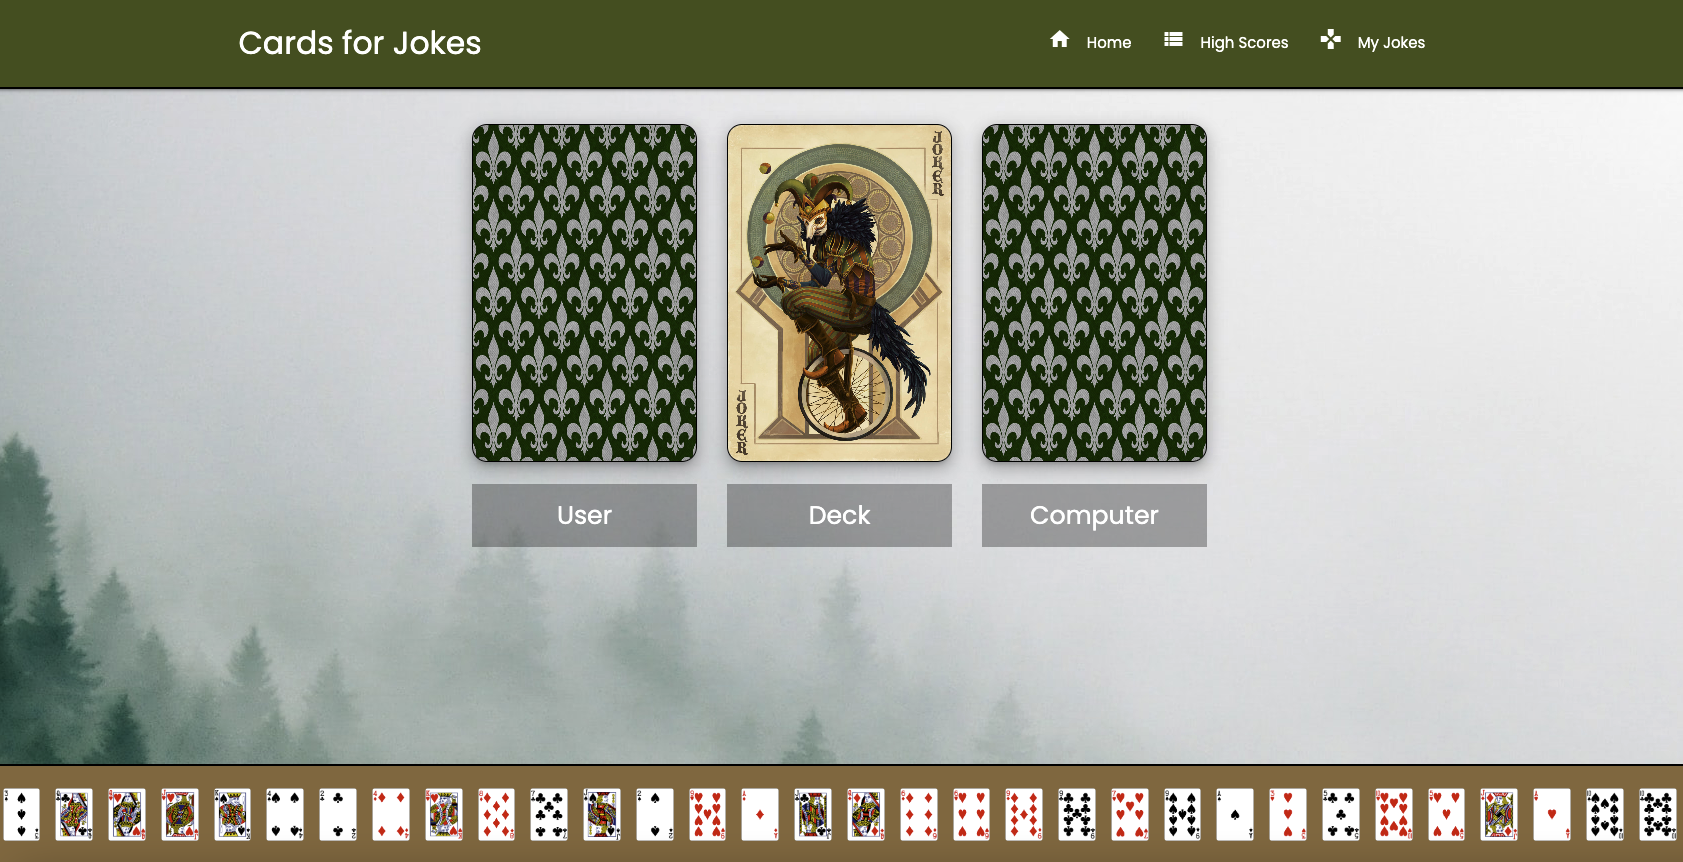 Cards for Jokes
Home
High Scores
My Jokes
JOKER
JOKER
User
Deck
Computer